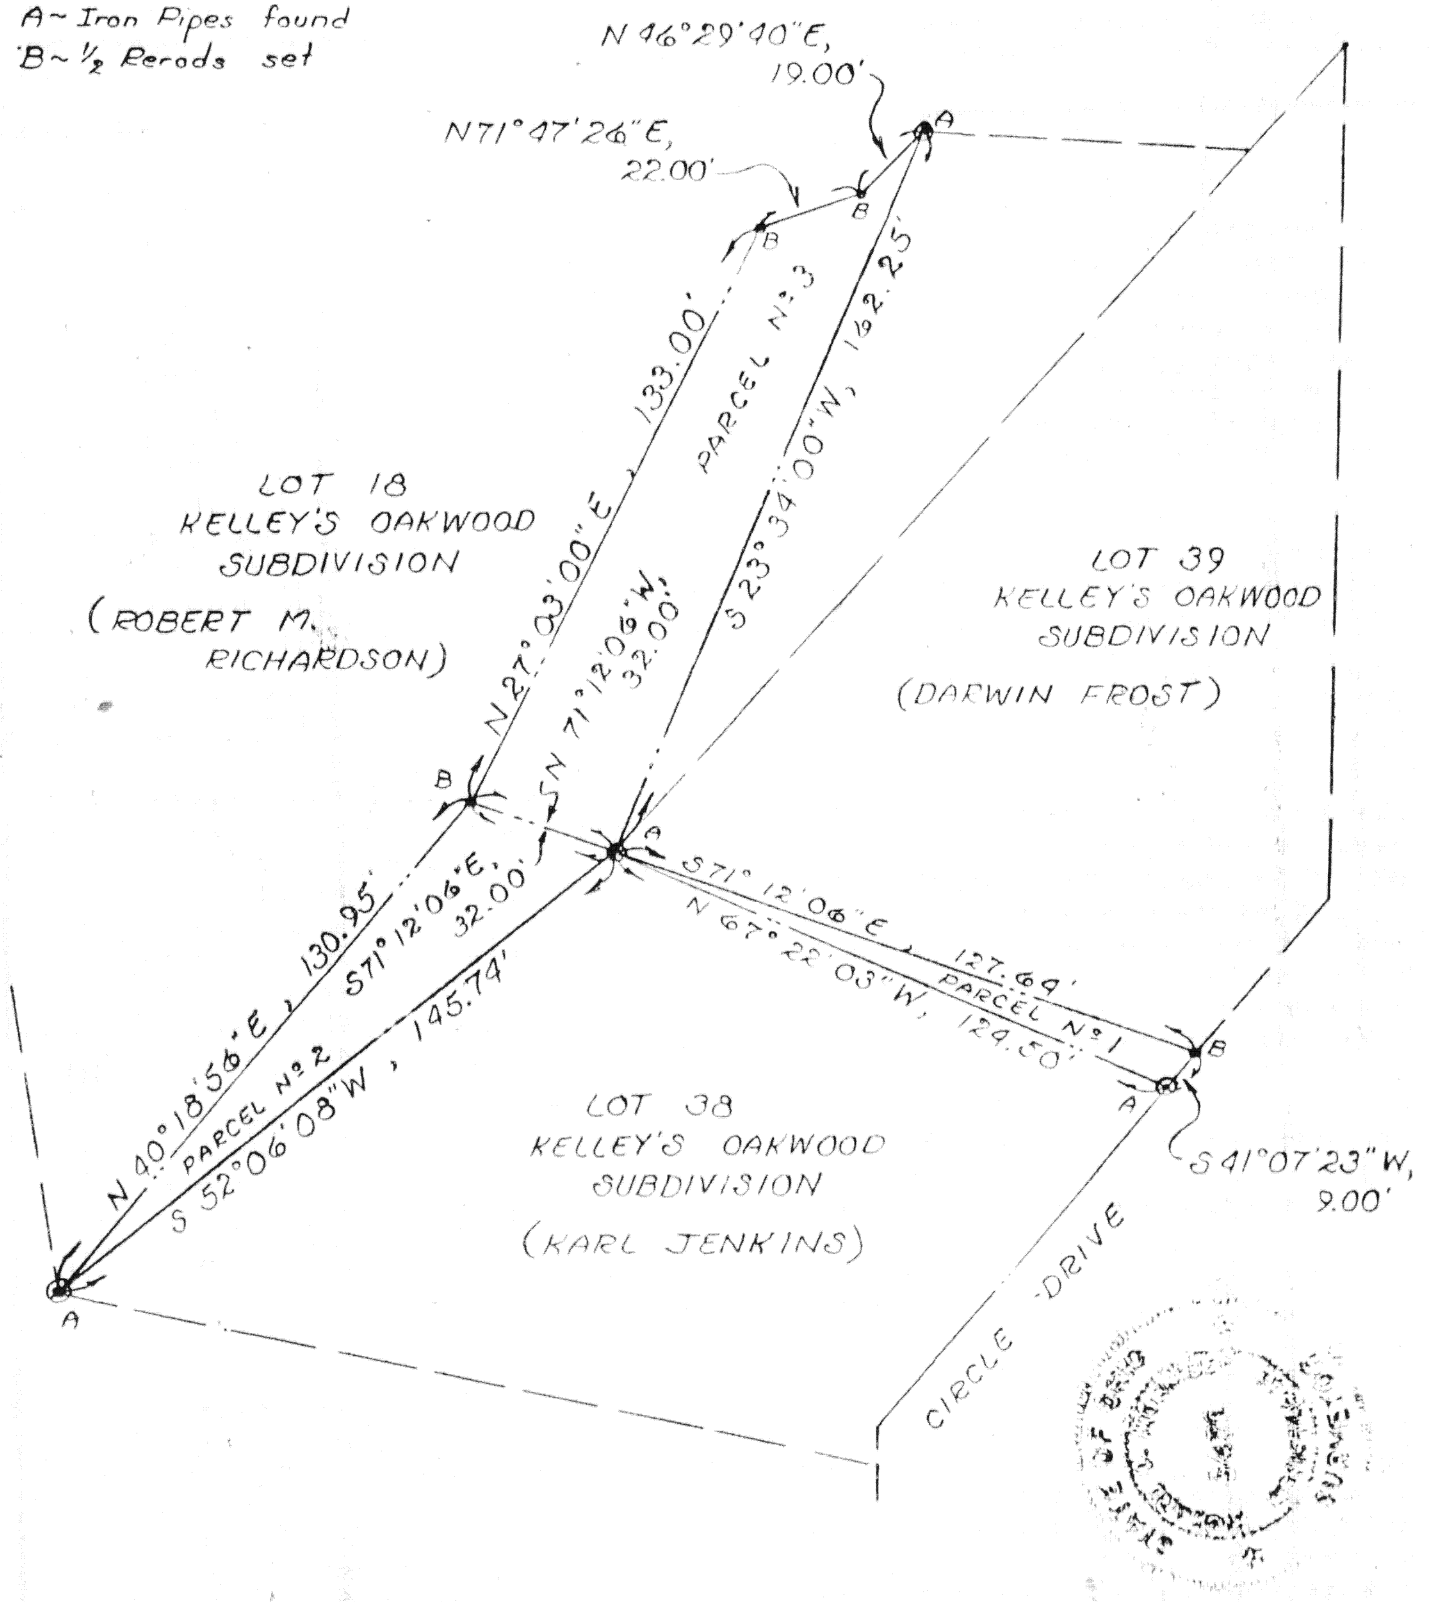 A~ Iron Pipes found
B~ ½ Rerods set
N 46°29'40"E,
19.00'
N71°47'26"E,
22.00'
A
B
B
PARCEL Nº 3
133.00'
N27°03'00"E,
S 23°34'00"W, 162.25'
LOT 18
KELLEY'S OAKWOOD
SUBDIVISION
(ROBERT M.
RICHARDSON)
LOT 39
KELLEY'S OAKWOOD
SUBDIVISION
(DARWIN FROST)
N 71°12'06"W,
32.00'
B
A
S71°12'06"E,
32.00'
N 40°18'56"E, 130.95'
PARCEL Nº 2
S 52°06'08"W, 145.74'
S71°12'06"E, 127.64'
PARCEL Nº 1
N 67°22'03"W, 124.50'
B
A
S 41°07'23"W,
9.00'
LOT 38
KELLEY'S OAKWOOD
SUBDIVISION
(KARL JENKINS)
A
CIRCLE DRIVE
STATE OF